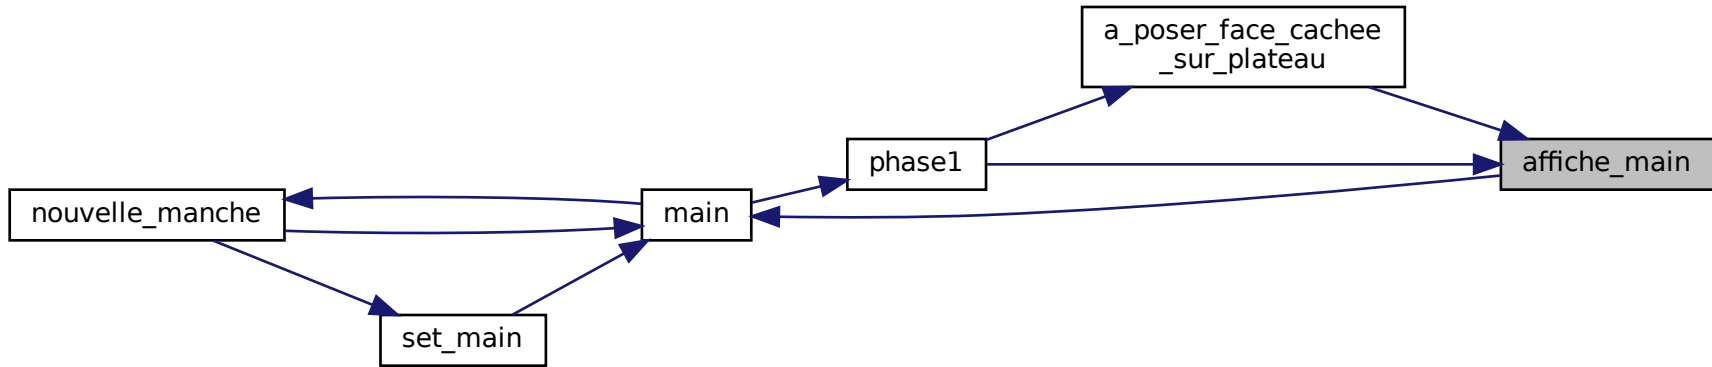 a_poser_face_cachee
_sur_plateau
phase1
affiche_main
nouvelle_manche
main
set_main